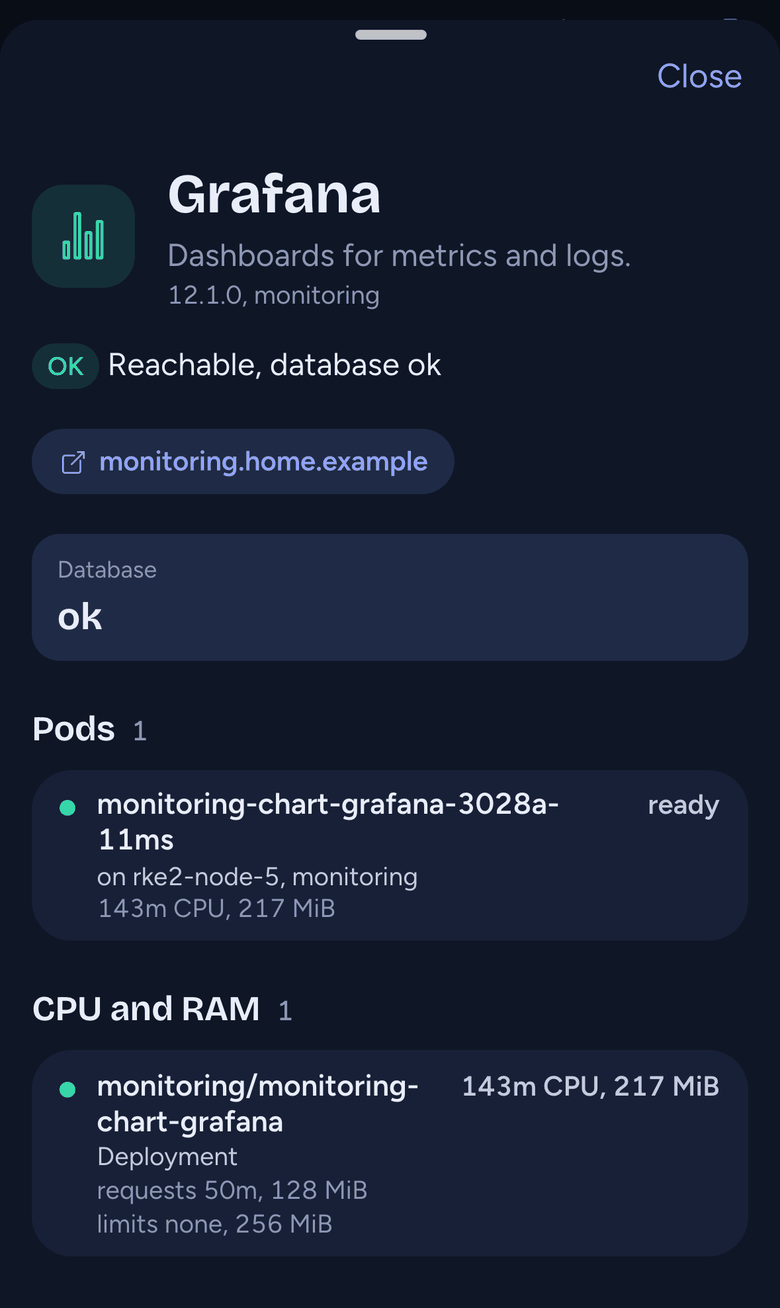 Close
Grafana
Dashboards for metrics and logs.
12.1.0, monitoring
OK Reachable, database ok
monitoring.home.example
Database
ok
Pods 1
monitoring-chart-grafana-3028a- ready
11ms
on rke2-node-5, monitoring
143m CPU, 217 MiB
CPU and RAM 1
monitoring/monitoring- 143m CPU, 217 MiB
chart-grafana
Deployment
requests 50m, 128 MiB
limits none, 256 MiB